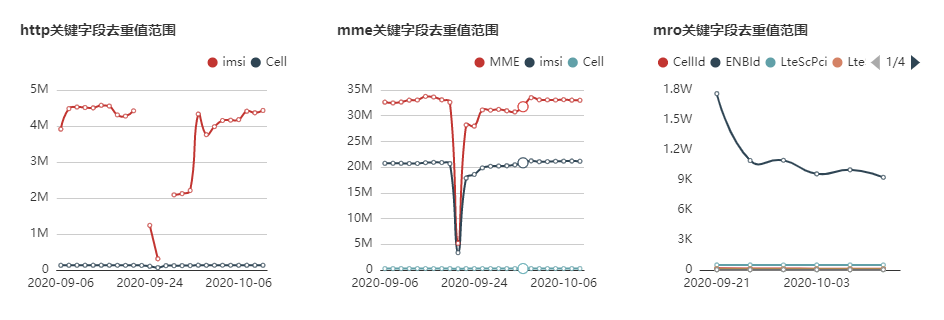 http关键字段去重值范围
imsi Cell
5M
4M
3M
2M
1M
0
2020-09-06 2020-09-24 2020-10-06
mme关键字段去重值范围
MME imsi Cell
35M
30M
25M
20M
15M
10M
5M
0
2020-09-06 2020-09-24 2020-10-06
mro关键字段去重值范围
CellId ENBId LteScPci Lte 1/4
1.8W
1.5W
1.2W
9K
6K
3K
0
2020-09-21 2020-10-03